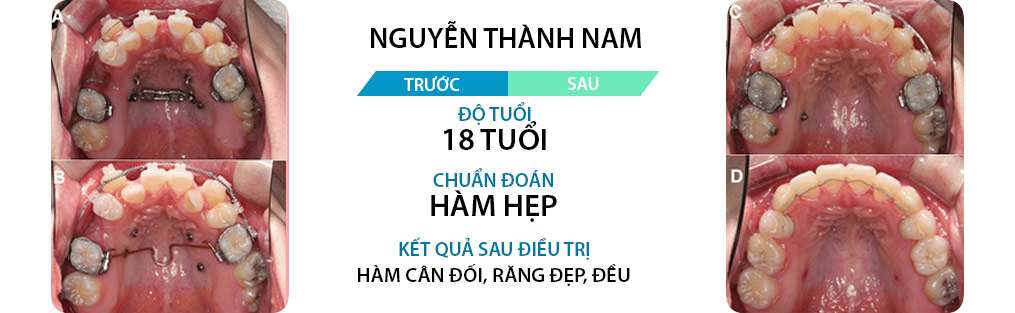 A
B
NGUYỄN THÀNH NAM
TRƯỚC
SAU
ĐỘ TUỔI
18 TUỔI
CHUẨN ĐOÁN
HÀM HẸP
KẾT QUẢ SAU ĐIỀU TRỊ
HÀM CÂN ĐỐI, RĂNG ĐẸP, ĐỀU
C
D